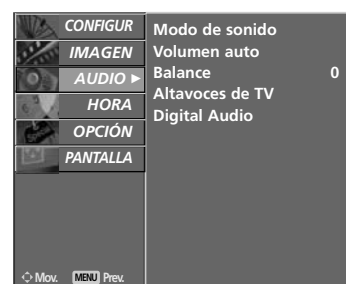 CONFIGUR
IMAGEN
AUDIO ►
HORA
OPCIÓN
PANTALLA
Modo de sonido
Volumen auto
Balance 0
Altavoces de TV
Digital Audio
Mov. MENU Prev.